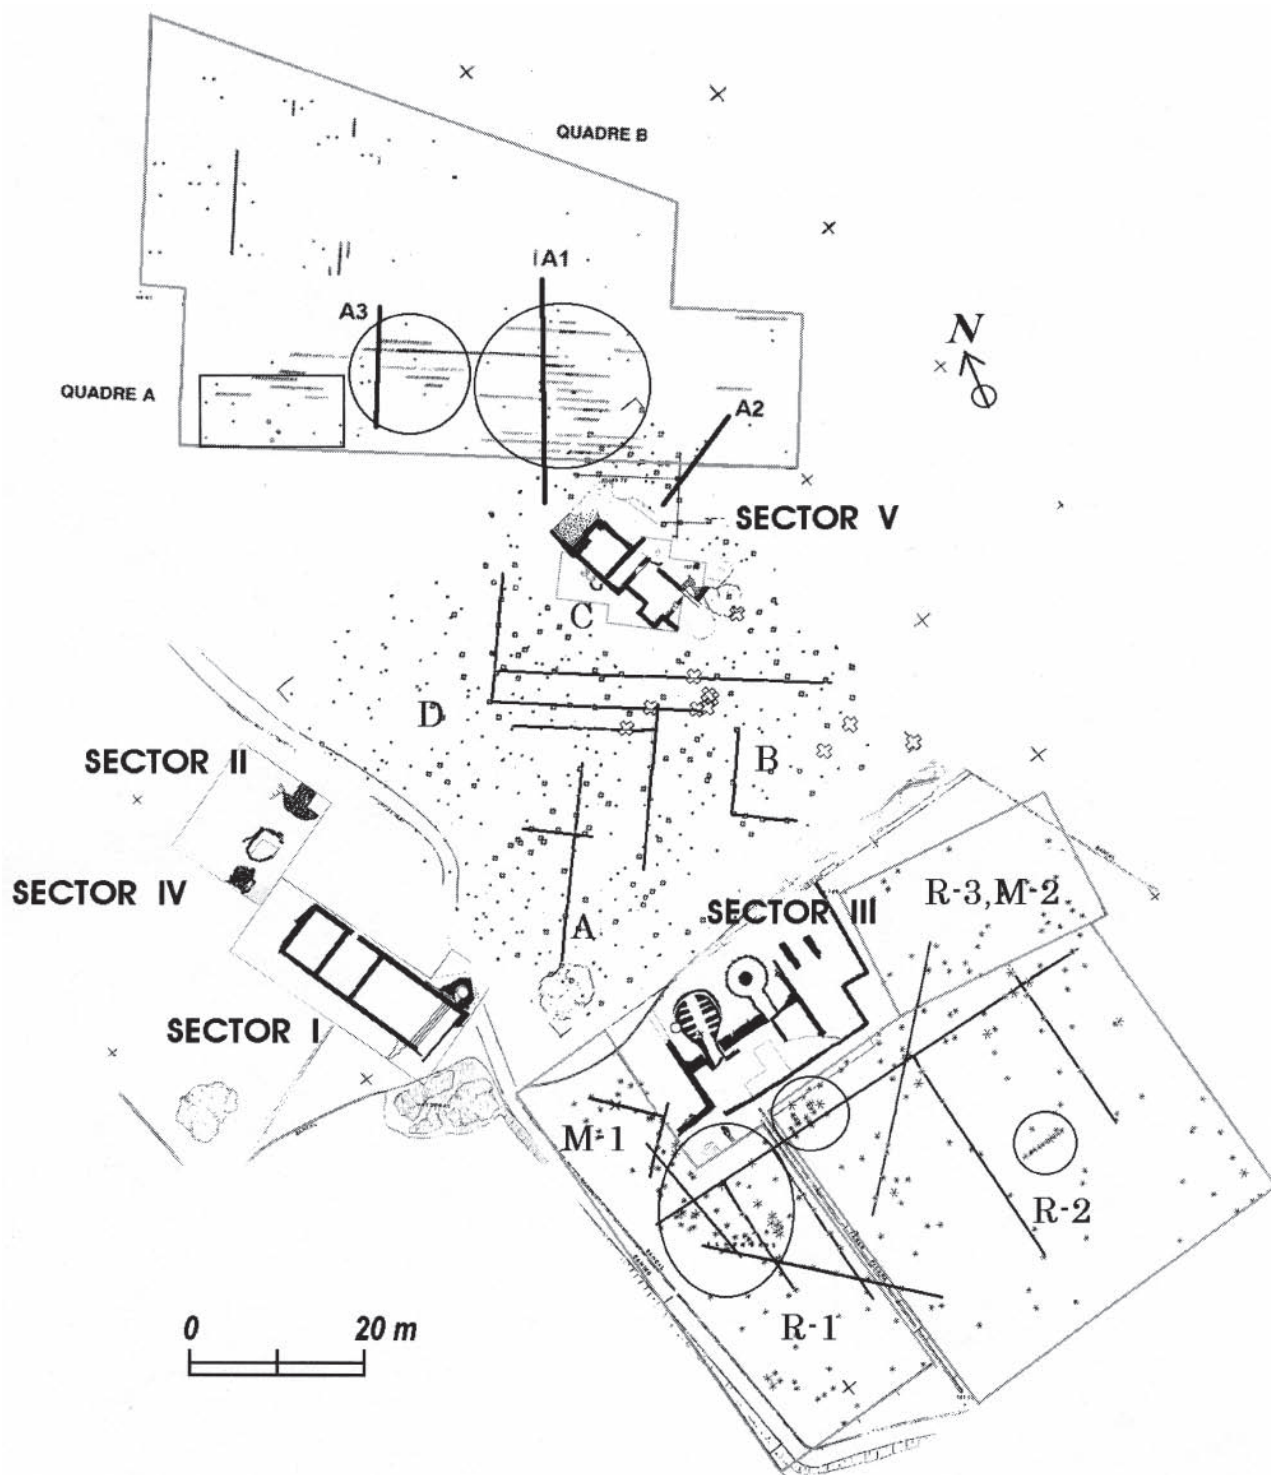 QUADRE B
A1
A3
N
QUADRE A
A2
SECTOR V
C
D
B
SECTOR II
SECTOR IV
R-3, M-2
SECTOR III
A
SECTOR I
M-1
R-2
0 20 m
R-1